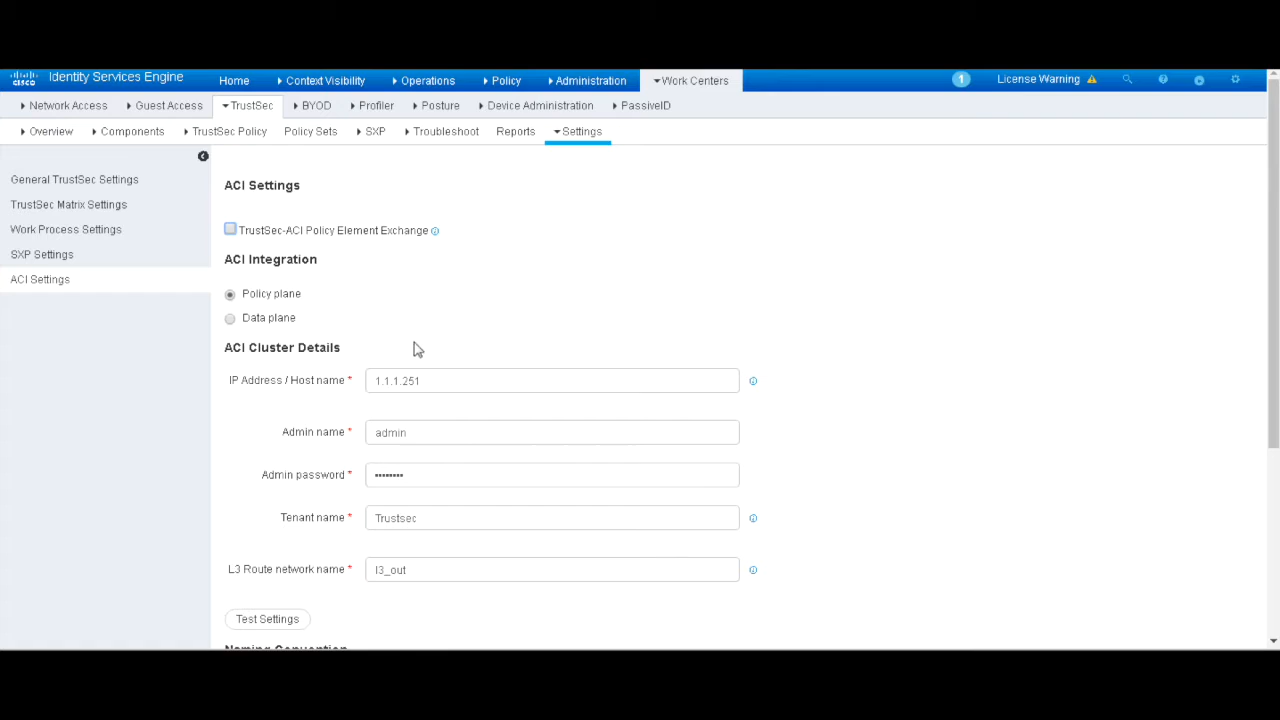 CISCO Identity Services Engine Home Context Visibility Operations Policy Administration Work Centers 1 License Warning
Network Access Guest Access TrustSec BYOD Profiler Posture Device Administration PassiveID
Overview Components TrustSec Policy Policy Sets SXP Troubleshoot Reports Settings
General TrustSec Settings
TrustSec Matrix Settings
Work Process Settings
SXP Settings
ACI Settings
ACI Settings
TrustSec-ACI Policy Element Exchange
ACI Integration
Policy plane
Data plane
ACI Cluster Details
IP Address / Host name * 1.1.1.251
Admin name * admin
Admin password * ••••••••
Tenant name * Trustsec
L3 Route network name * l3_out
Test Settings
Naming Convention